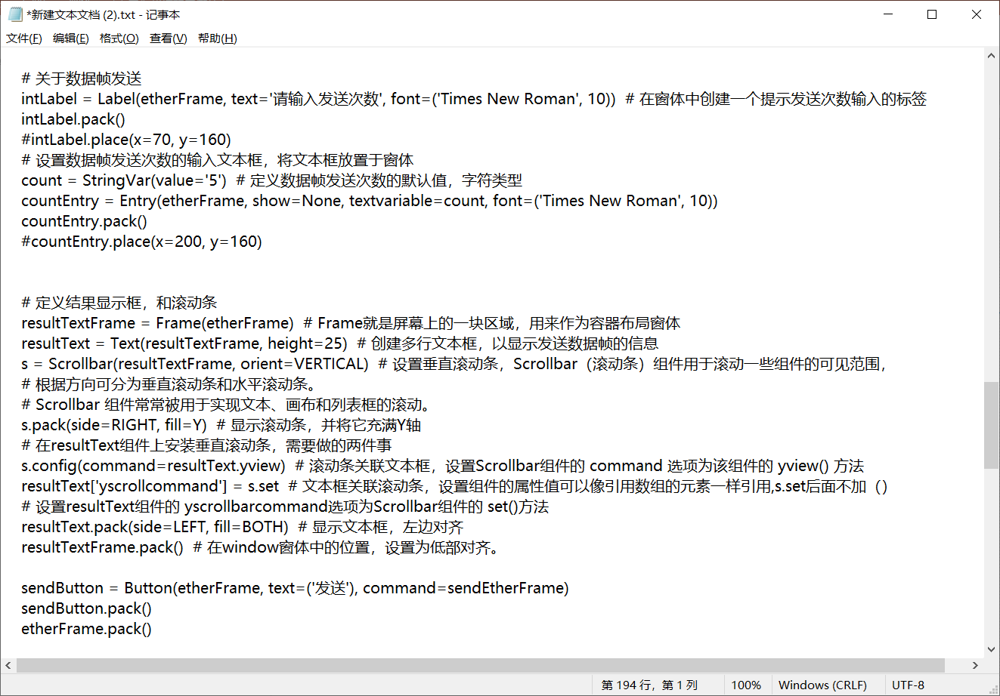 *新建文本文档 (2).txt - 记事本
文件(F) 编辑(E) 格式(O) 查看(V) 帮助(H)
# 关于数据帧发送
intLabel = Label(etherFrame, text='请输入发送次数', font=('Times New Roman', 10))  # 在窗体中创建一个提示发送次数输入的标签
intLabel.pack()
#intLabel.place(x=70, y=160)
# 设置数据帧发送次数的输入文本框，将文本框放置于窗体
count = StringVar(value='5')  # 定义数据帧发送次数的默认值，字符类型
countEntry = Entry(etherFrame, show=None, textvariable=count, font=('Times New Roman', 10))
countEntry.pack()
#countEntry.place(x=200, y=160)
# 定义结果显示框，和滚动条
resultTextFrame = Frame(etherFrame)  # Frame就是屏幕上的一块区域，用来作为容器布局窗体
resultText = Text(resultTextFrame, height=25)  # 创建多行文本框，以显示发送数据帧的信息
s = Scrollbar(resultTextFrame, orient=VERTICAL)  # 设置垂直滚动条，Scrollbar（滚动条）组件用于滚动一些组件的可见范围，
# 根据方向可分为垂直滚动条和水平滚动条。
# Scrollbar 组件常常被用于实现文本、画布和列表框的滚动。
s.pack(side=RIGHT, fill=Y)  # 显示滚动条，并将它充满Y轴
# 在resultText组件上安装垂直滚动条，需要做的两件事
s.config(command=resultText.yview)  # 滚动条关联文本框，设置Scrollbar组件的 command 选项为该组件的 yview() 方法
resultText['yscrollcommand'] = s.set  # 文本框关联滚动条，设置组件的属性值可以像引用数组的元素一样引用,s.set后面不加（）
# 设置resultText组件的 yscrollbarcommand选项为Scrollbar组件的 set()方法
resultText.pack(side=LEFT, fill=BOTH)  # 显示文本框，左边对齐
resultTextFrame.pack()  # 在window窗体中的位置，设置为低部对齐。
sendButton = Button(etherFrame, text=('发送'), command=sendEtherFrame)
sendButton.pack()
etherFrame.pack()
第 194 行，第 1 列 100% Windows (CRLF) UTF-8